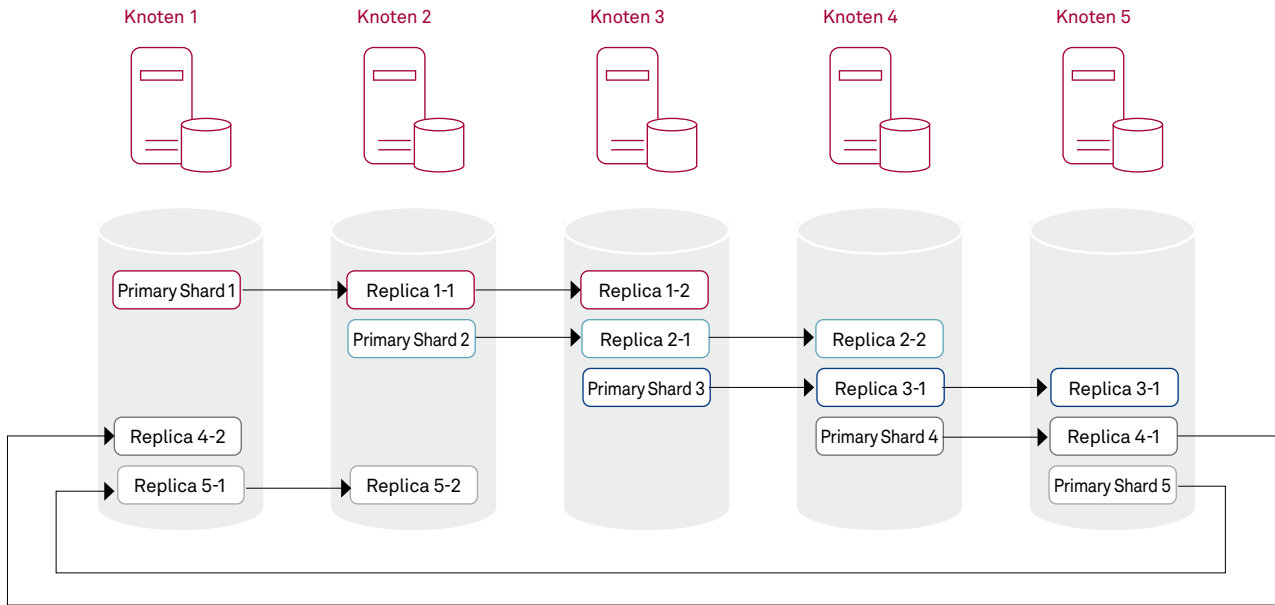 Knoten 1
Knoten 2
Knoten 3
Knoten 4
Knoten 5
Primary Shard 1
Replica 1-1
Replica 1-2
Primary Shard 2
Replica 2-1
Replica 2-2
Primary Shard 3
Replica 3-1
Replica 3-1
Replica 4-2
Primary Shard 4
Replica 4-1
Replica 5-1
Replica 5-2
Primary Shard 5